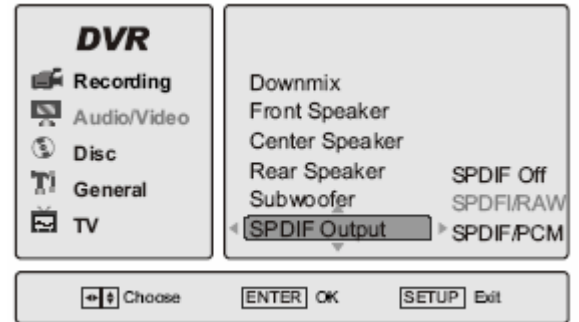 DVR
Recording
Audio/Video
Disc
General
TV
Downmix
Front Speaker
Center Speaker
Rear Speaker
Subwoofer
SPDIF Output
SPDIF Off
SPDFI/RAW
SPDIF/PCM
Choose ENTER OK SETUP Exit